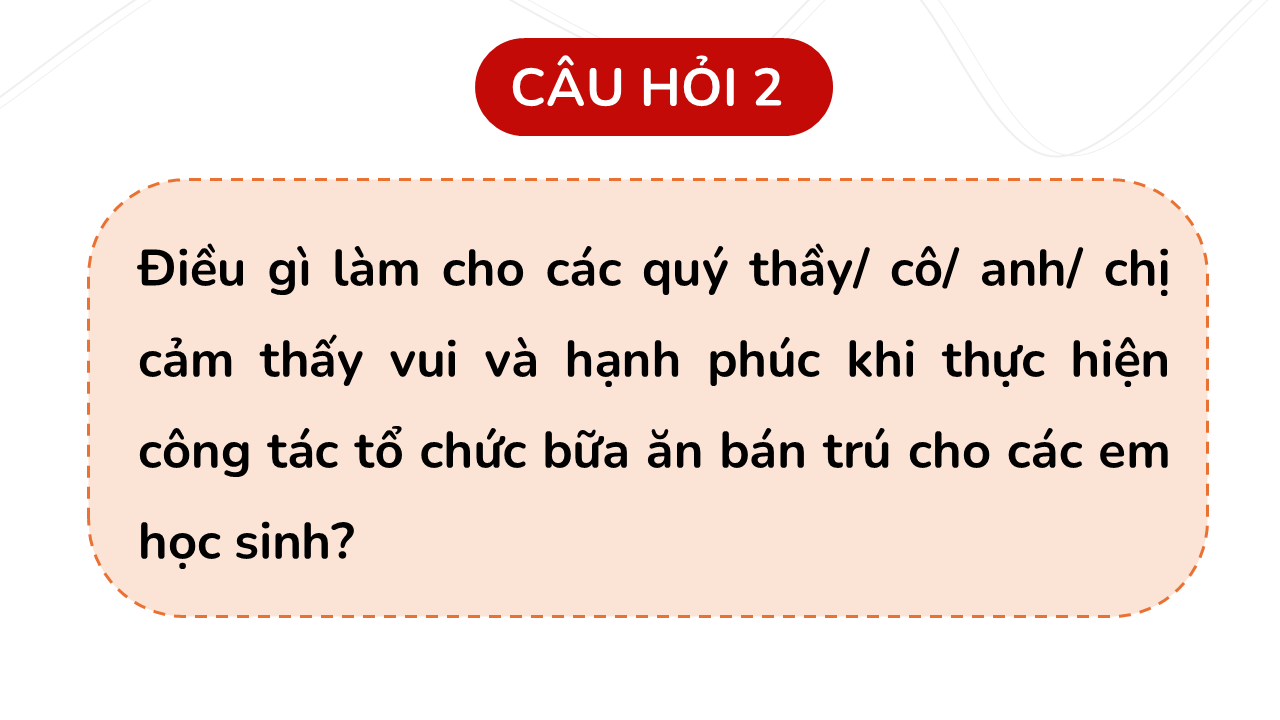 CÂU HỎI 2
Điều gì làm cho các quý thầy/ cô/ anh/ chị
cảm thấy vui và hạnh phúc khi thực hiện
công tác tổ chức bữa ăn bán trú cho các em
học sinh?